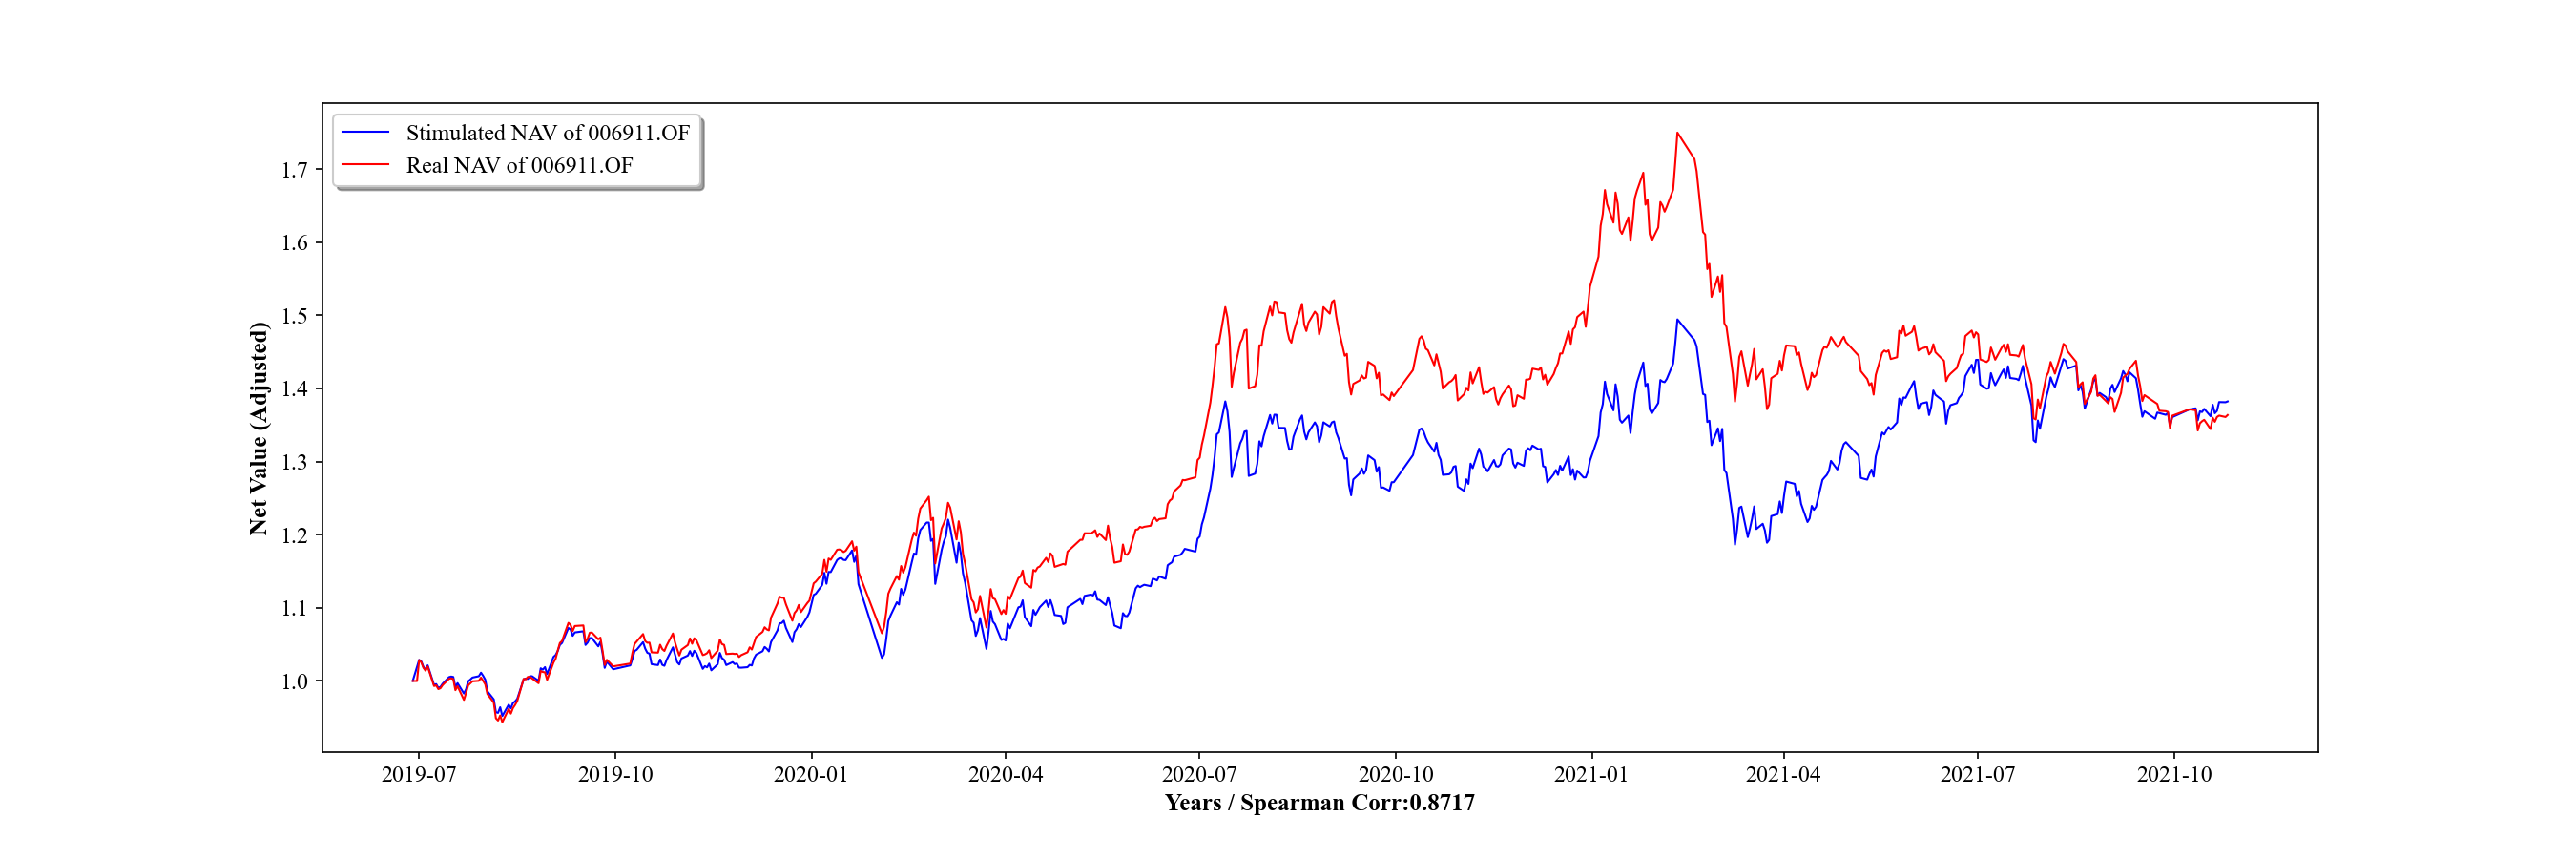 Stimulated NAV of 006911.OF
Real NAV of 006911.OF
Net Value (Adjusted)
1.7
1.6
1.5
1.4
1.3
1.2
1.1
1.0
2019-07 2019-10 2020-01 2020-04 2020-07 2020-10 2021-01 2021-04 2021-07 2021-10
Years / Spearman Corr:0.8717